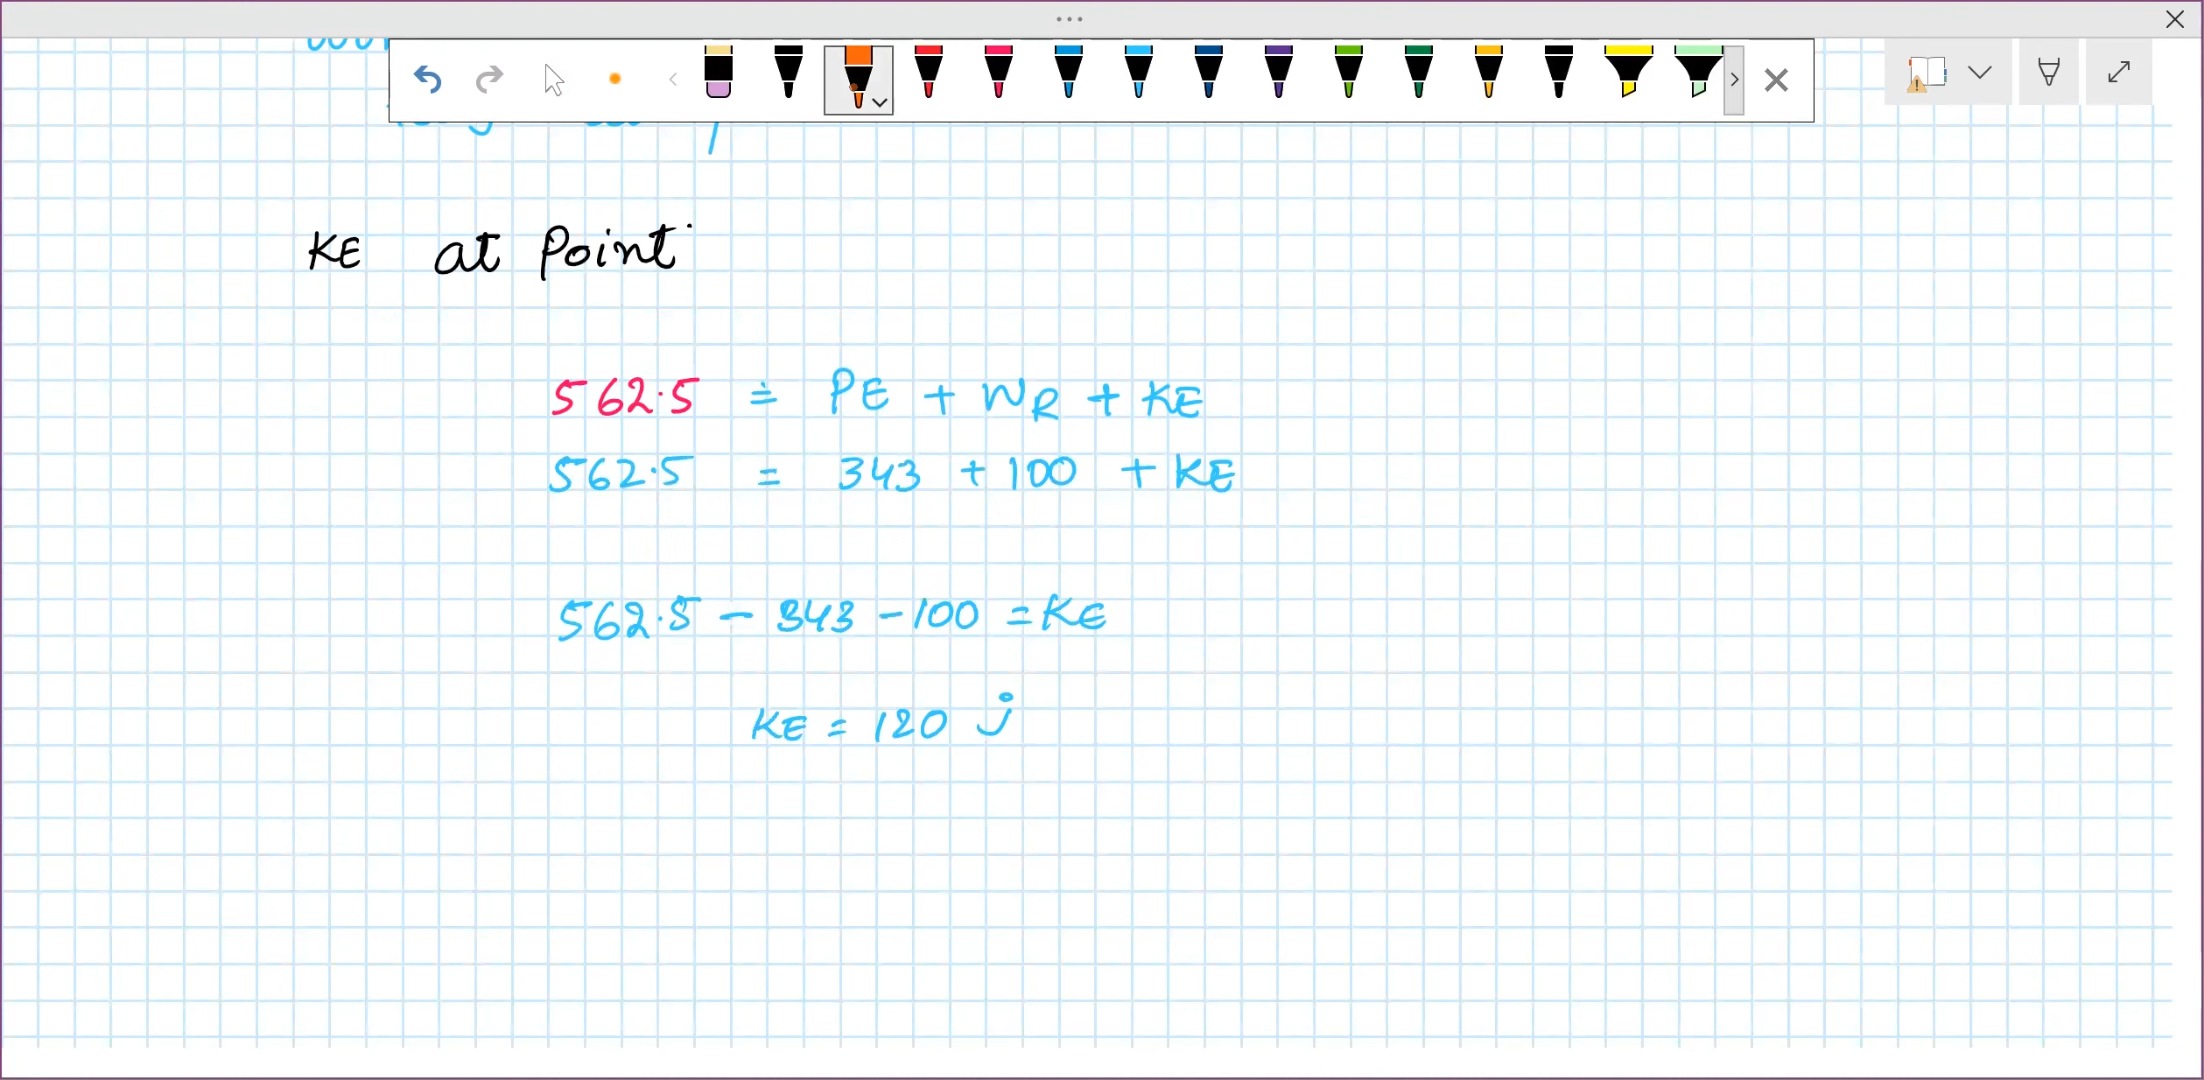 KE at Point
562.5 = PE + WR + KE
562.5 = 343 + 100 + KE
562.5 - 343 - 100 = KE
KE = 120 j